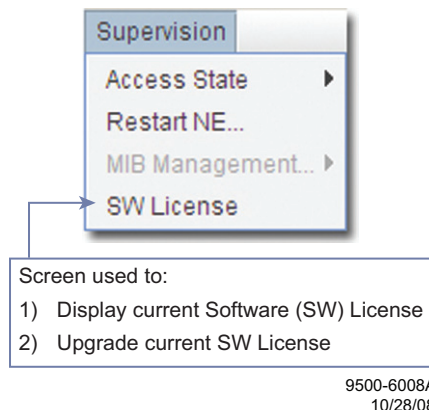 Supervision
Access State
Restart NE...
MIB Management...
SW License
Screen used to:
1) Display current Software (SW) License
2) Upgrade current SW License
9500-6008A
10/28/08